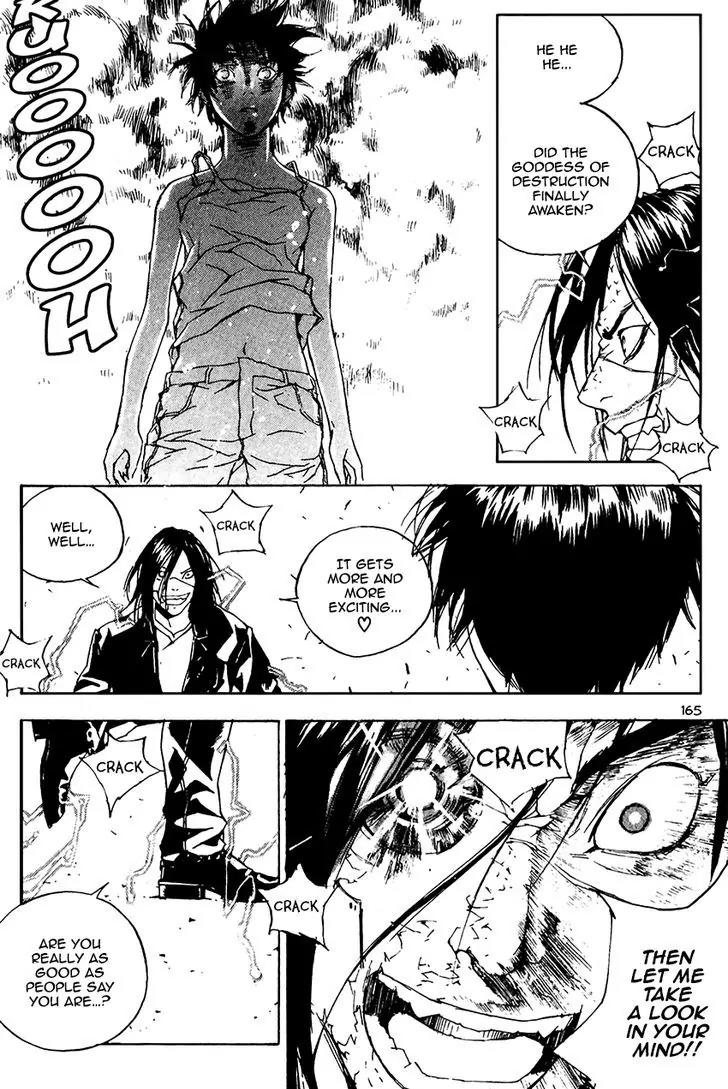 KUOOOOOOH
HE HE
HE...
DID THE
GODDESS OF
DESTRUCTION
FINALLY
AWAKEN?
CRACK
CRACK
CRACK
WELL,
WELL...
CRACK
CRACK
IT GETS
MORE AND
MORE
EXCITING...
♡
165
CRACK
CRACK
ARE YOU
REALLY AS
GOOD AS
PEOPLE SAY
YOU ARE...?
CRACK
THEN
LET ME
TAKE
A LOOK
IN YOUR
MIND!!